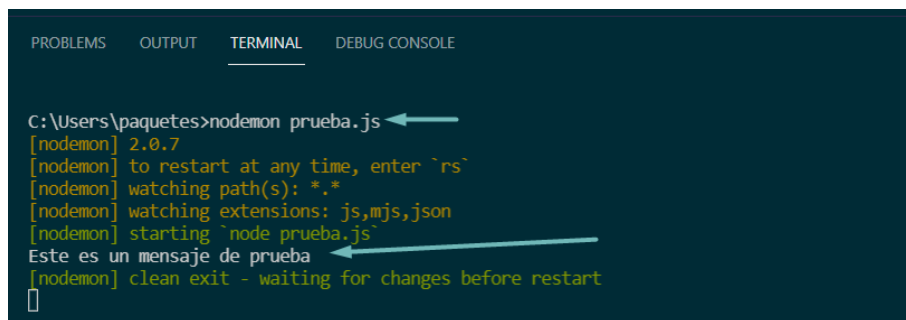 PROBLEMS OUTPUT TERMINAL DEBUG CONSOLE
C:\Users\paquetes>nodemon prueba.js
[nodemon] 2.0.7
[nodemon] to restart at any time, enter `rs`
[nodemon] watching path(s): *.*
[nodemon] watching extensions: js,mjs,json
[nodemon] starting `node prueba.js`
Este es un mensaje de prueba
[nodemon] clean exit - waiting for changes before restart